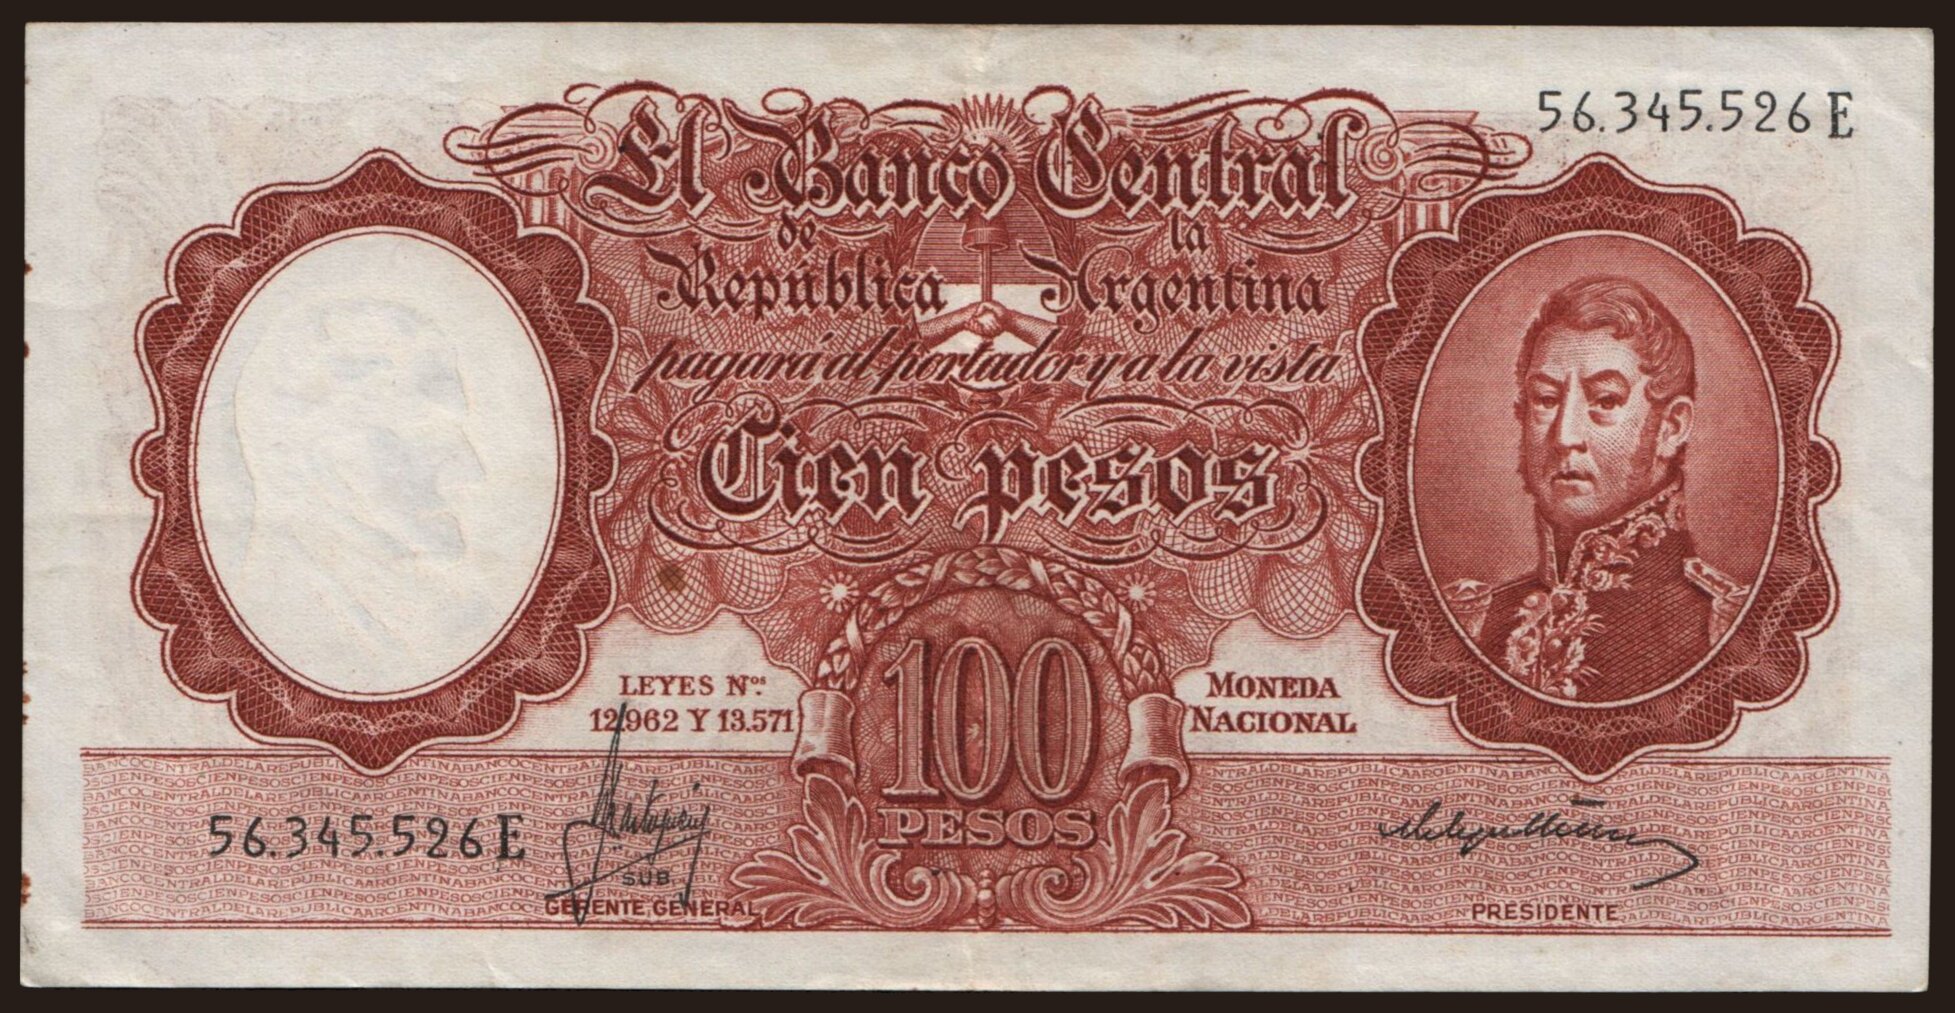 56.345.526 E
El Banco Central
de la
República Argentina
pagará al portador y a la vista
Cien pesos
LEYES Nos.
12.962 Y 13.571
MONEDA
NACIONAL
100
PESOS
56.345.526 E
SUB.
GERENTE GENERAL
PRESIDENTE